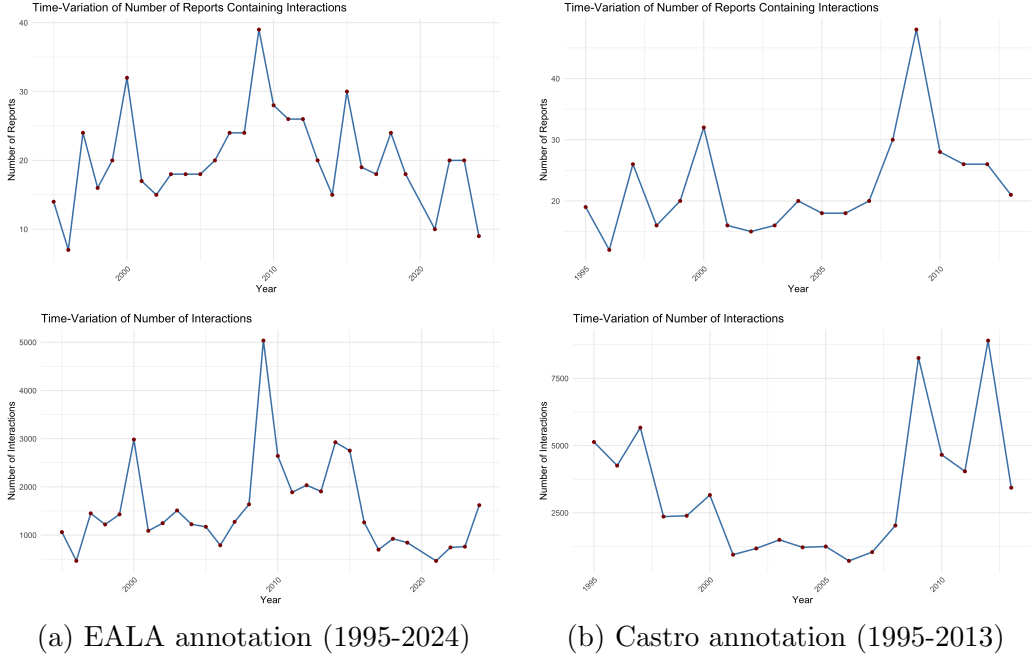 Time-Variation of Number of Reports Containing Interactions
Number of Reports
40
30
20
10
2000
2010
2020
Year
Time-Variation of Number of Reports Containing Interactions
Number of Reports
40
30
20
1995
2000
2005
2010
Year
Time-Variation of Number of Interactions
Number of Interactions
5000
4000
3000
2000
1000
2000
2010
2020
Year
Time-Variation of Number of Interactions
Number of Interactions
7500
5000
2500
1995
2000
2005
2010
Year
(a) EALA annotation (1995-2024)
(b) Castro annotation (1995-2013)